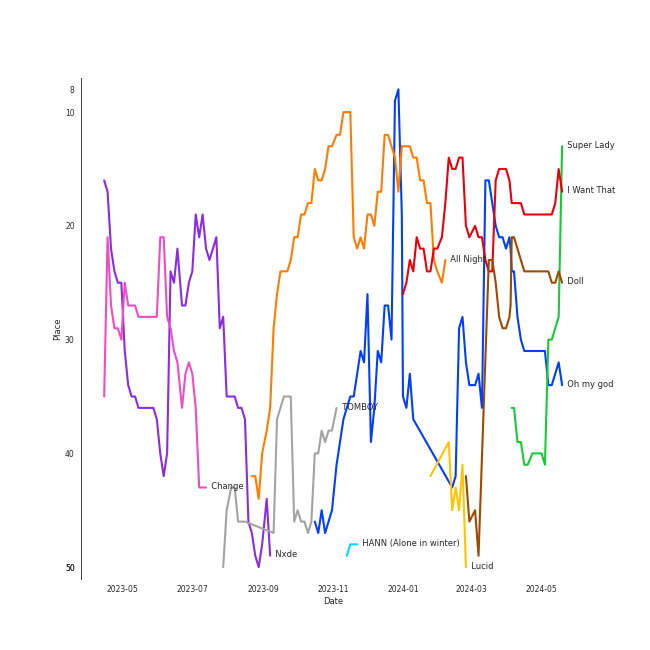 8
10
20
30
40
50
Place
Super Lady
I Want That
All Night
Doll
Oh my god
TOMBOY
Change
HANN (Alone in winter)
Nxde
Lucid
2023-05
2023-07
2023-09
2023-11
2024-01
2024-03
2024-05
Date